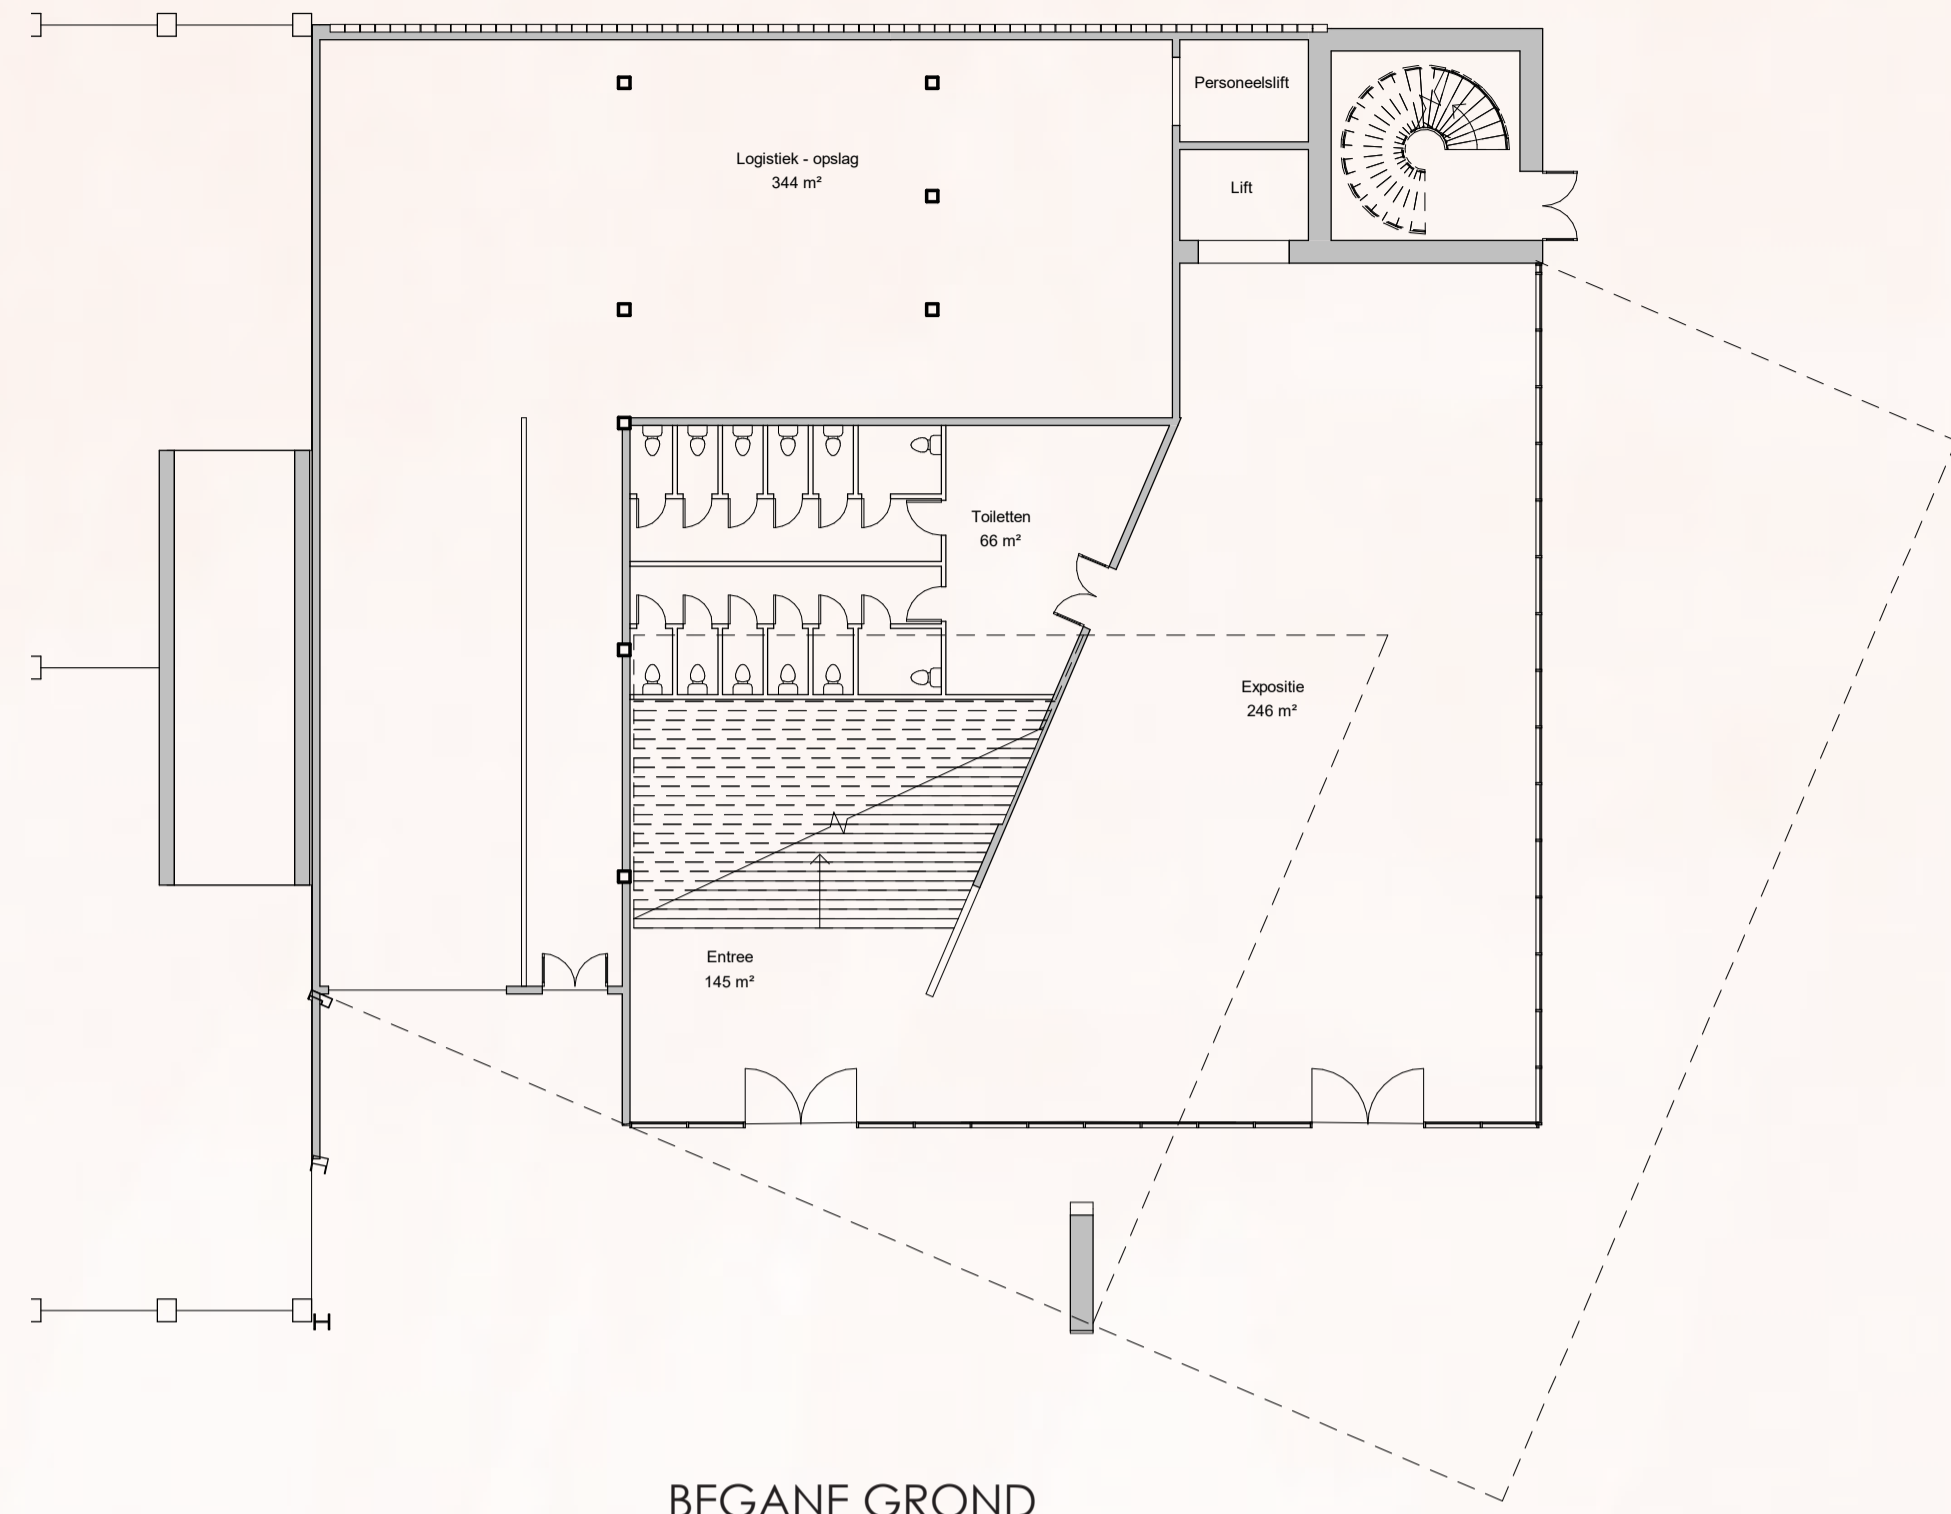 Personeelslift
Logistiek - opslag
344 m²
Lift
Toiletten
66 m²
Expositie
246 m²
Entree
145 m²
BEGANE GROND